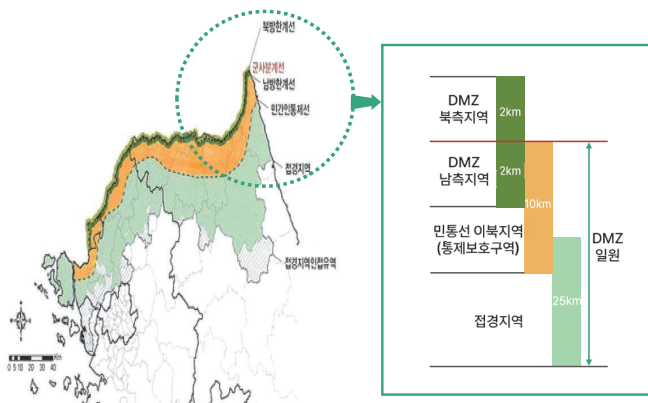 북방한계선
군사분계선
남방한계선
민간인통제선
접경지역
접경지역인접유역
Km
0 5 10 20 30 40
DMZ
북측지역
2km
DMZ
남측지역
2km
10km
민통선 이북지역
(통제보호구역)
DMZ
일원
접경지역
25km